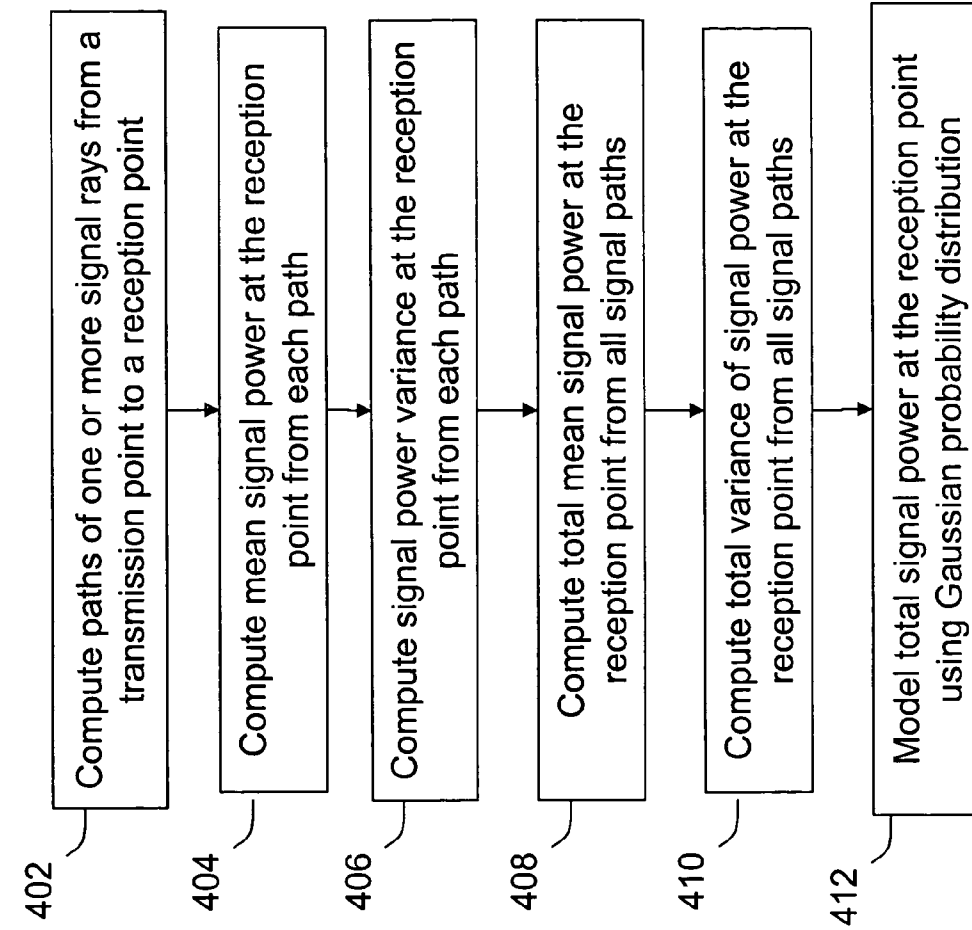 402
Compute paths of one or more signal rays from a
transmission point to a reception point
404
Compute mean signal power at the reception
point from each path
406
Compute signal power variance at the reception
point from each path
408
Compute total mean signal power at the
reception point from all signal paths
410
Compute total variance of signal power at the
reception point from all signal paths
412
Model total signal power at the reception point
using Gaussian probability distribution